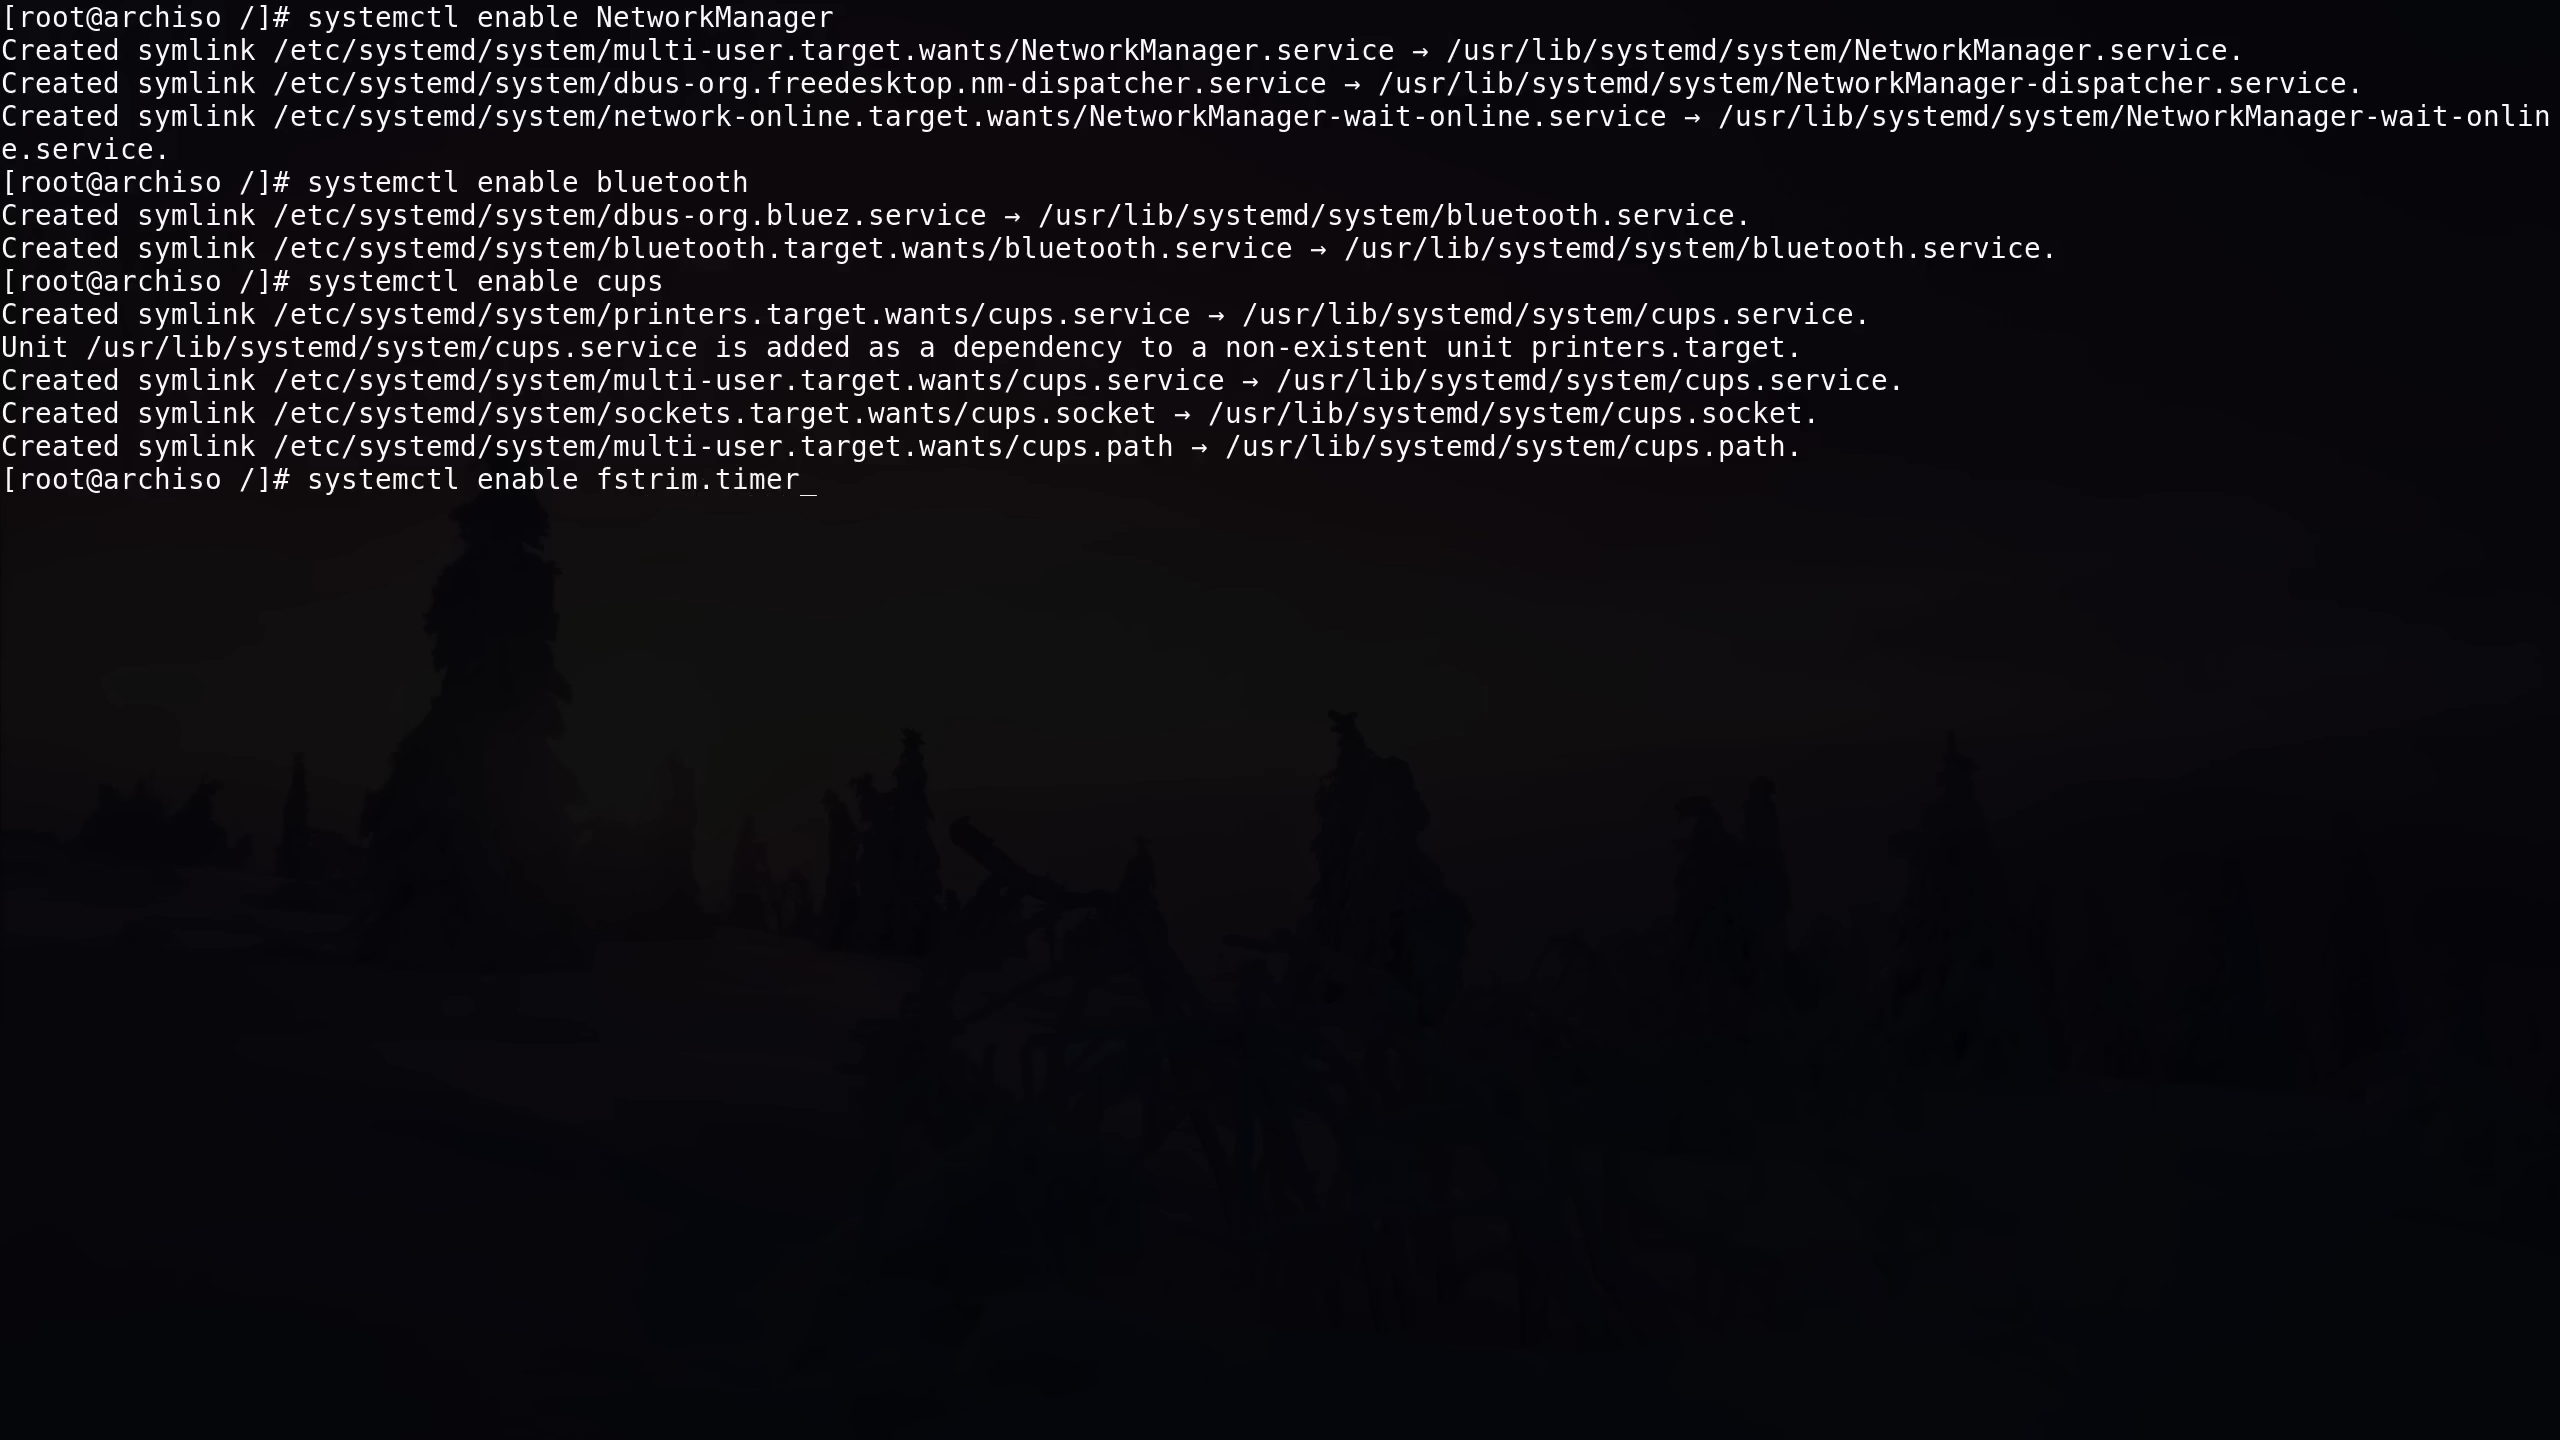 [root@archiso /]# systemctl enable NetworkManager
Created symlink /etc/systemd/system/multi-user.target.wants/NetworkManager.service → /usr/lib/systemd/system/NetworkManager.service.
Created symlink /etc/systemd/system/dbus-org.freedesktop.nm-dispatcher.service → /usr/lib/systemd/system/NetworkManager-dispatcher.service.
Created symlink /etc/systemd/system/network-online.target.wants/NetworkManager-wait-online.service → /usr/lib/systemd/system/NetworkManager-wait-onlin
e.service.
[root@archiso /]# systemctl enable bluetooth
Created symlink /etc/systemd/system/dbus-org.bluez.service → /usr/lib/systemd/system/bluetooth.service.
Created symlink /etc/systemd/system/bluetooth.target.wants/bluetooth.service → /usr/lib/systemd/system/bluetooth.service.
[root@archiso /]# systemctl enable cups
Created symlink /etc/systemd/system/printers.target.wants/cups.service → /usr/lib/systemd/system/cups.service.
Unit /usr/lib/systemd/system/cups.service is added as a dependency to a non-existent unit printers.target.
Created symlink /etc/systemd/system/multi-user.target.wants/cups.service → /usr/lib/systemd/system/cups.service.
Created symlink /etc/systemd/system/sockets.target.wants/cups.socket → /usr/lib/systemd/system/cups.socket.
Created symlink /etc/systemd/system/multi-user.target.wants/cups.path → /usr/lib/systemd/system/cups.path.
[root@archiso /]# systemctl enable fstrim.timer_